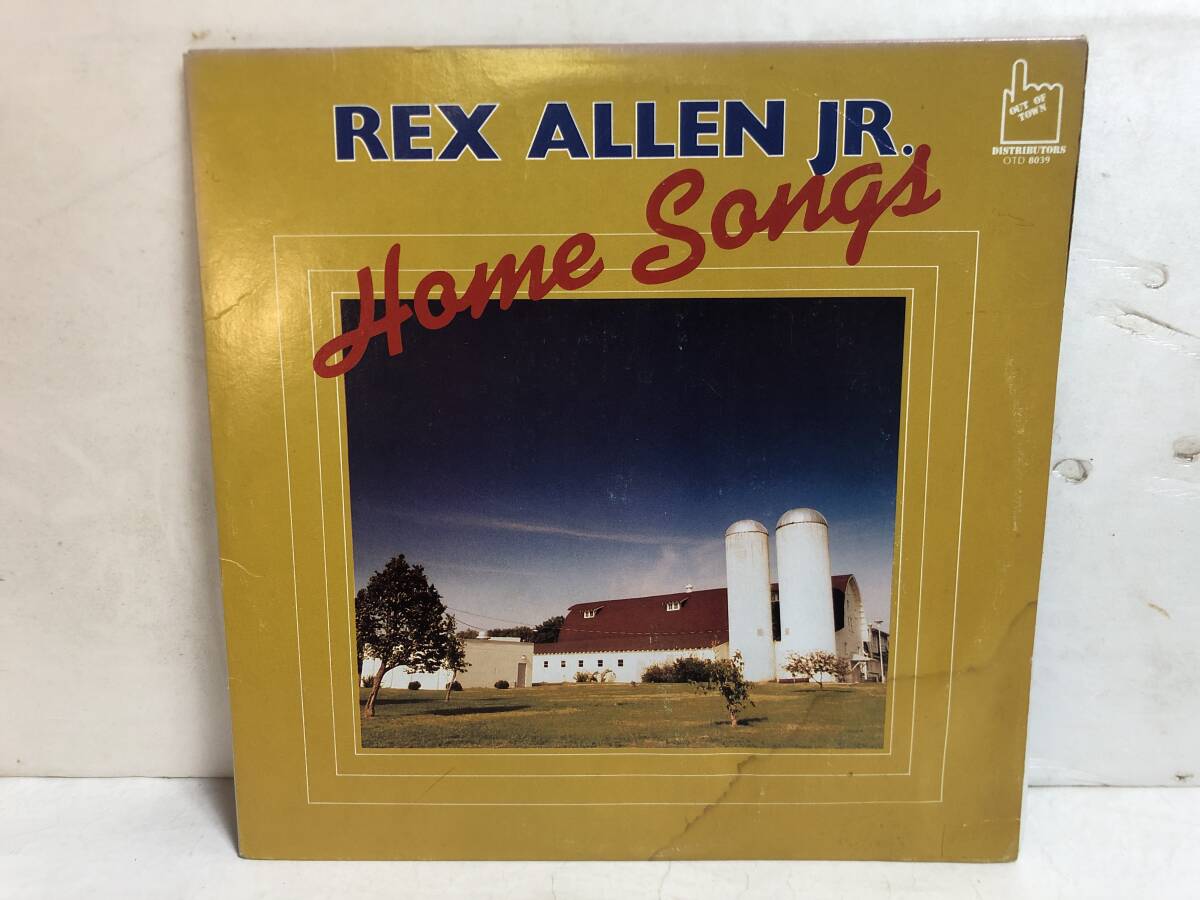 REX ALLEN JR.
Home Songs
OUT OF
TOWN
DISTRIBUTORS
OTD 8039